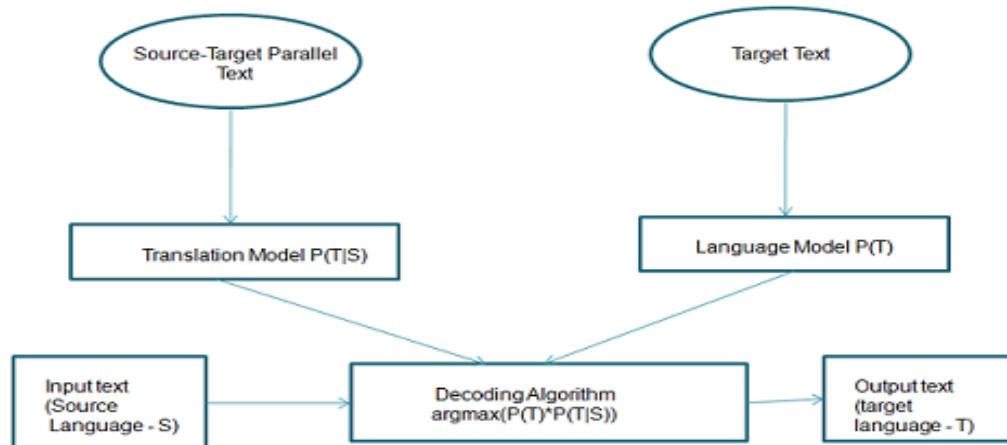 Source-Target Parallel
Text
Target Text
Translation Model P(T|S)
Language Model P(T)
Input text
(Source
Language - S)
Decoding Algorithm
argmax(P(T)*P(T|S))
Output text
(target
language - T)